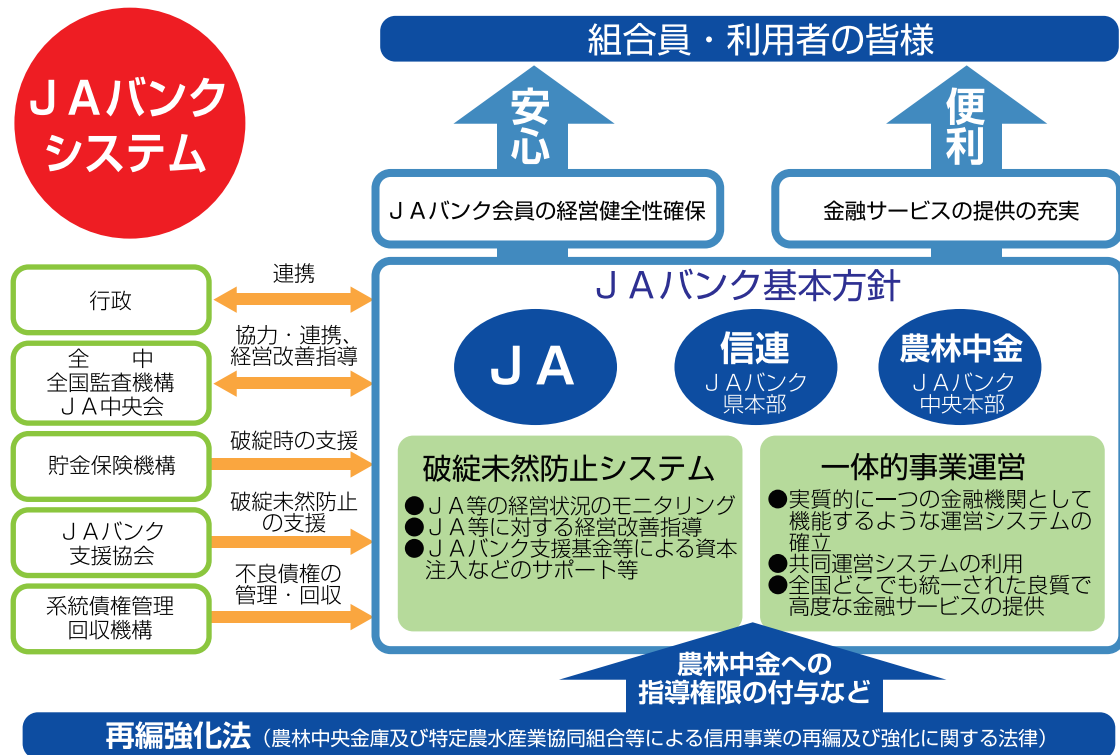 JAバンク
システム
組合員・利用者の皆様
安心
便利
JAバンク会員の経営健全性確保
金融サービスの提供の充実
行政
連携
全　中
全国監査機構
JA中央会
協力・連携、
経営改善指導
貯金保険機構
破綻時の支援
JAバンク
支援協会
破綻未然防止
の支援
系統債権管理
回収機構
不良債権の
管理・回収
JAバンク基本方針
JA
信連
JAバンク
県本部
農林中金
JAバンク
中央本部
破綻未然防止システム
●JA等の経営状況のモニタリング
●JA等に対する経営改善指導
●JAバンク支援基金等による資本
注入などのサポート等
一体的事業運営
●実質的に一つの金融機関として
機能するような運営システムの
確立
●共同運営システムの利用
●全国どこでも統一された良質で
高度な金融サービスの提供
農林中金への
指導権限の付与など
再編強化法（農林中央金庫及び特定農水産業協同組合等による信用事業の再編及び強化に関する法律）